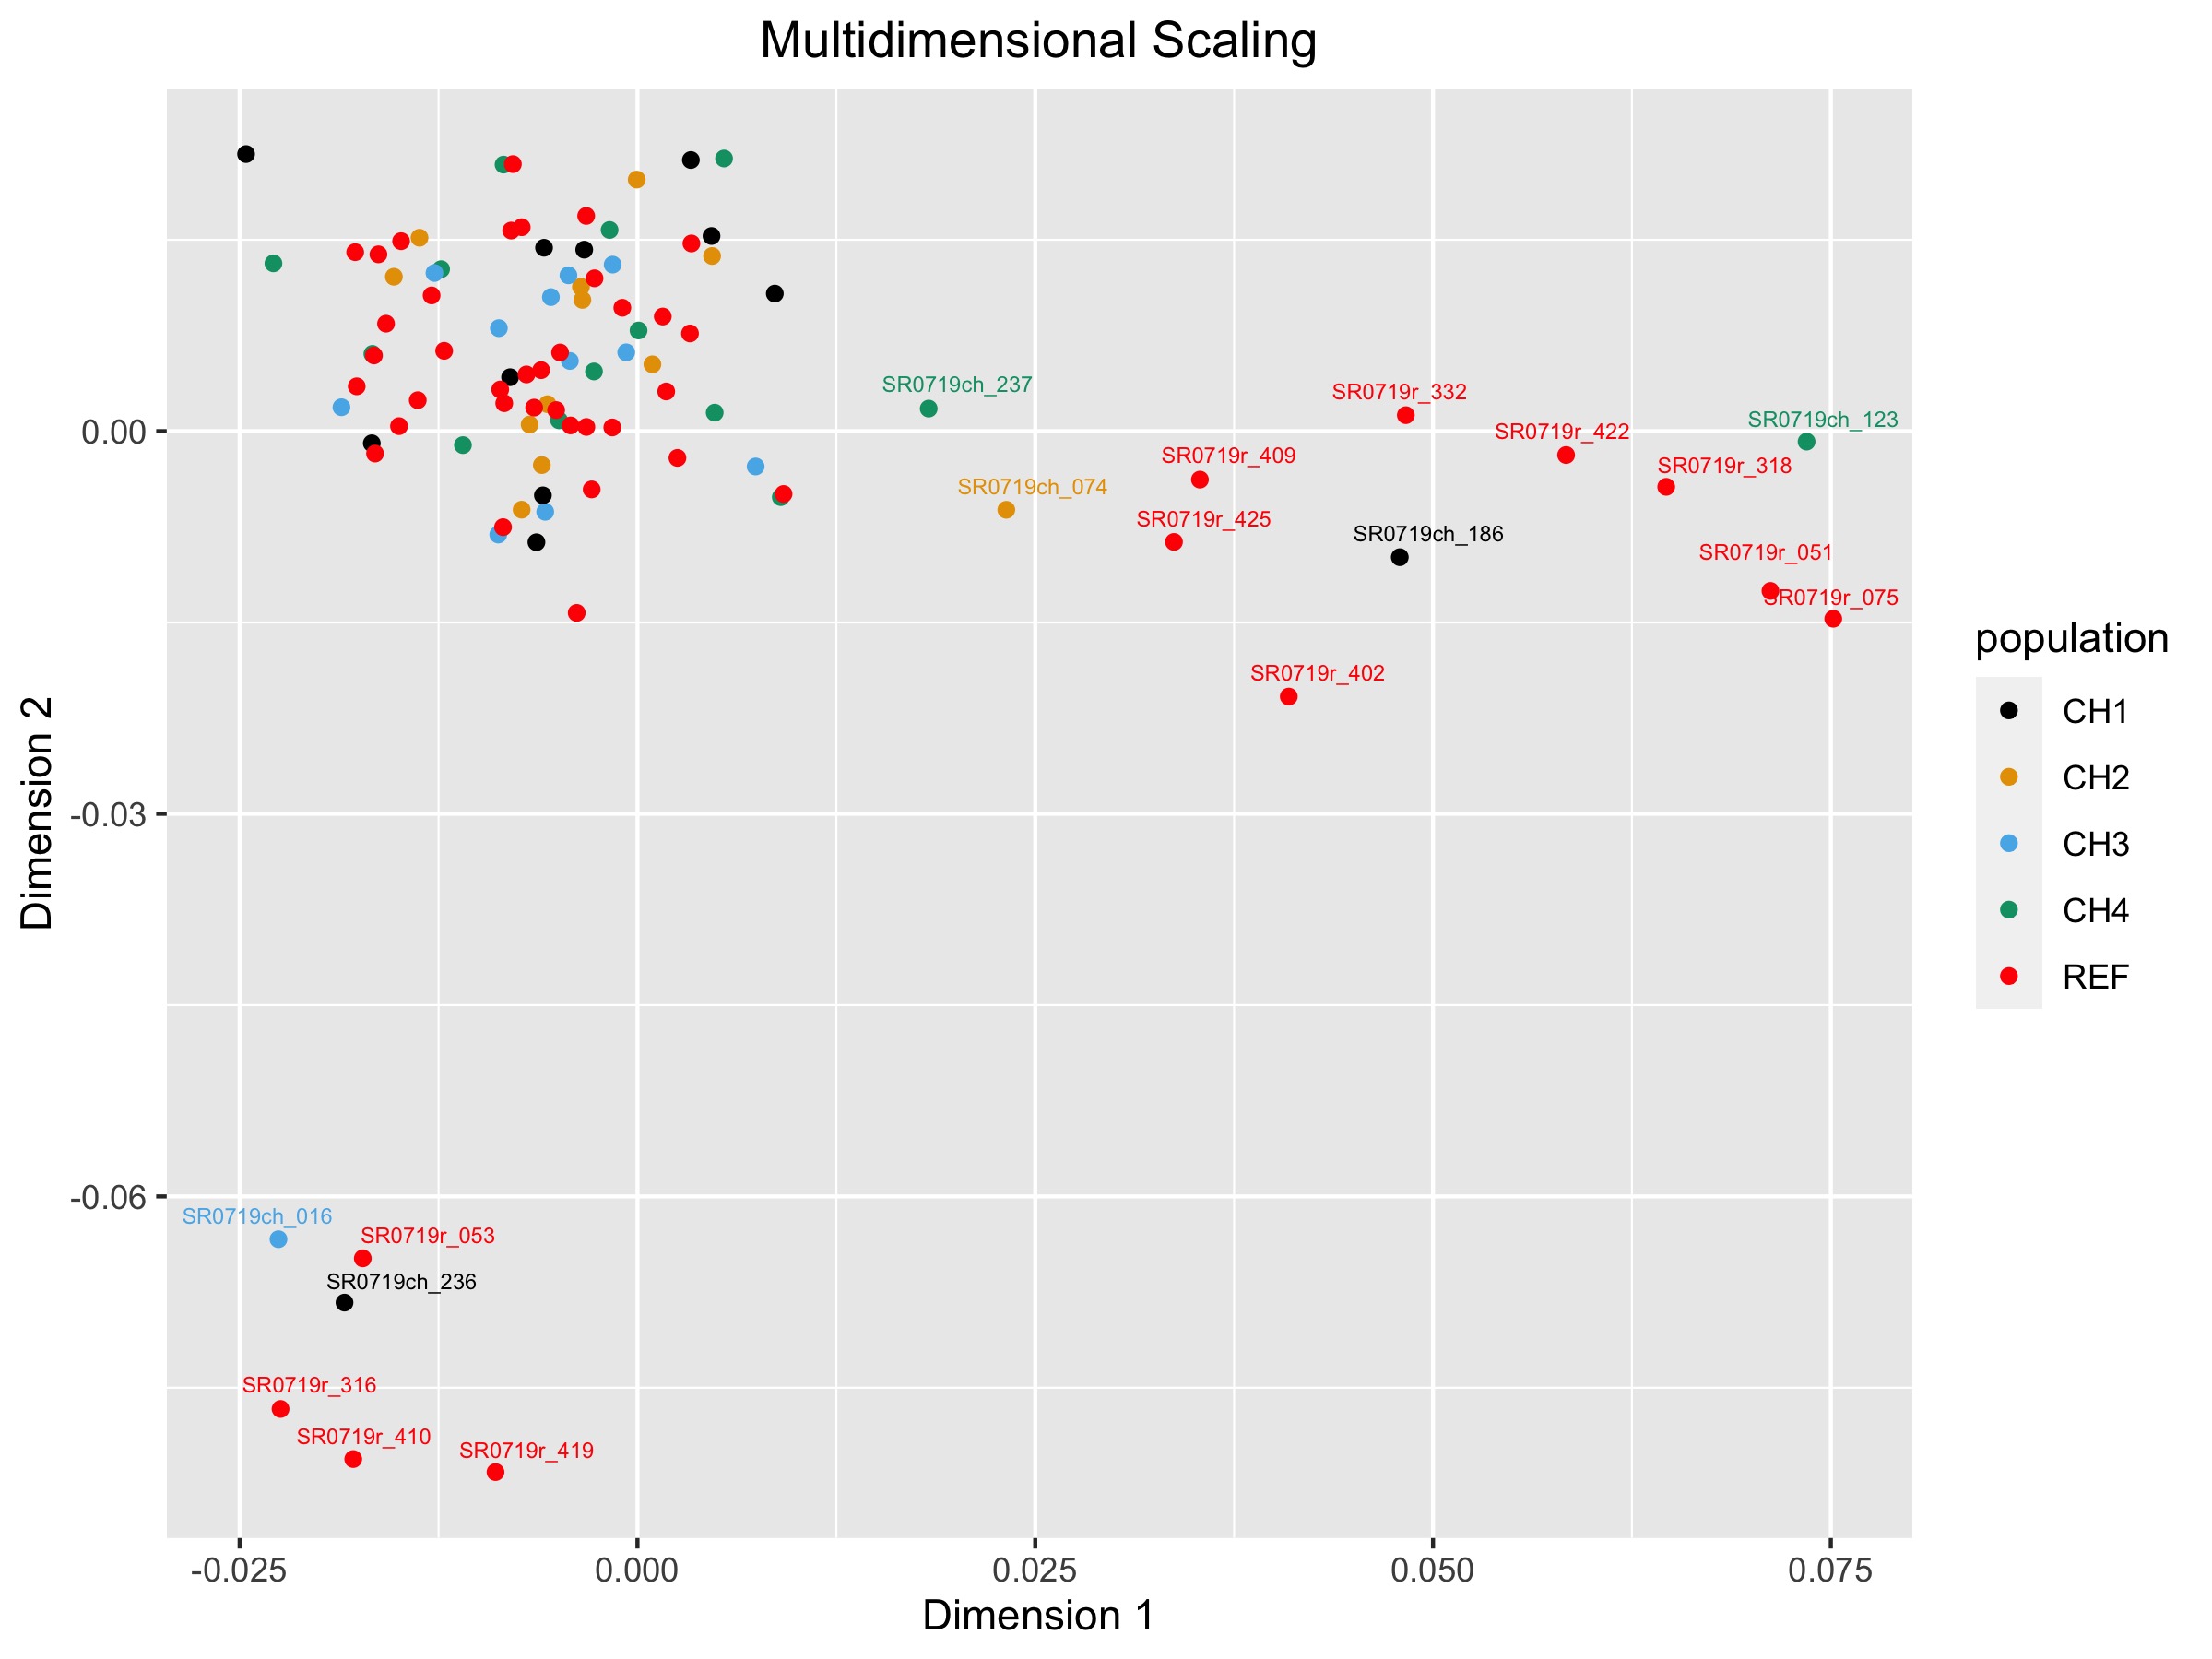 Multidimensional Scaling
SR0719ch_237
SR0719r_332
SR0719ch_123
SR0719r_422
SR0719r_409
SR0719r_318
SR0719ch_074
SR0719r_425
SR0719ch_186
SR0719r_051
SR0719r_075
SR0719r_402
SR0719ch_016
SR0719r_053
SR0719ch_236
SR0719r_316
SR0719r_410
SR0719r_419
0.00
-0.03
-0.06
Dimension 2
-0.025
0.000
0.025
0.050
0.075
Dimension 1
population
CH1
CH2
CH3
CH4
REF